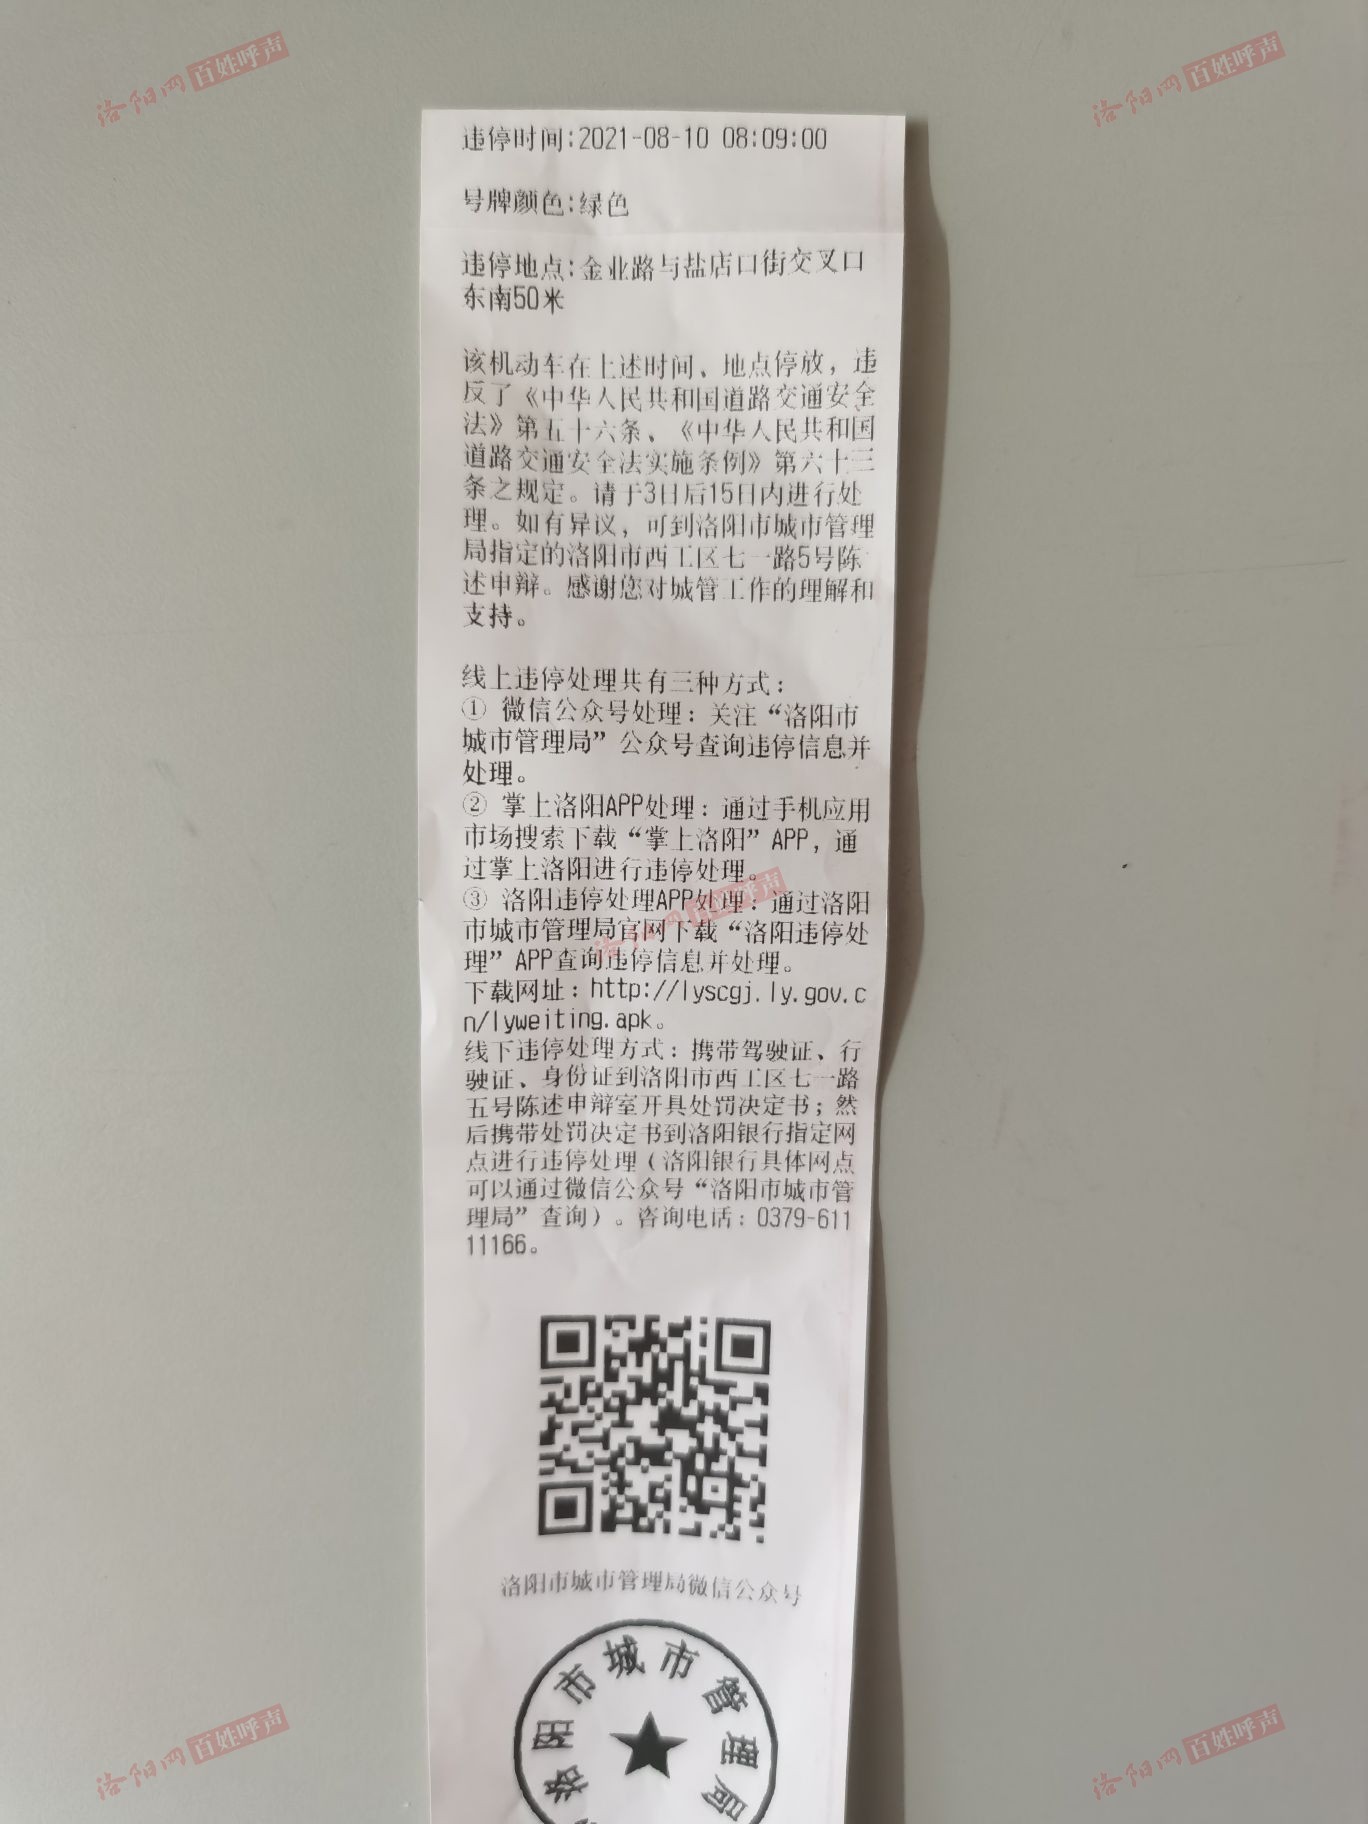 洛阳网 百姓呼声
洛阳网 百姓呼声
违停时间:2021-08-10 08:09:00
号牌颜色:绿色
违停地点:金业路与盐店口街交叉口
东南50米
该机动车在上述时间、地点停放，违
反了《中华人民共和国道路交通安全
法》第五十六条、《中华人民共和国
道路交通安全法实施条例》第六十三
条之规定。请于3日后15日内进行处
理。如有异议，可到洛阳市城市管理
局指定的洛阳市西工区七一路5号陈
述申辩。感谢您对城管工作的理解和
支持。
线上违停处理共有三种方式：
① 微信公众号处理：关注“洛阳市
城市管理局”公众号查询违停信息并
处理。
② 掌上洛阳APP处理：通过手机应用
市场搜索下载“掌上洛阳”APP，通
过掌上洛阳进行违停处理。
③ 洛阳违停处理APP处理：通过洛阳
市城市管理局官网下载“洛阳违停处
理”APP查询违停信息并处理。
洛阳网 百姓呼声
下载网址：http://lyscgj.ly.gov.c
n/lyweiting.apk。
线下违停处理方式：携带驾驶证、行
驶证、身份证到洛阳市西工区七一路
五号陈述申辩室开具处罚决定书；然
后携带处罚决定书到洛阳银行指定网
点进行违停处理（洛阳银行具体网点
可以通过微信公众号“洛阳市城市管
理局”查询）。咨询电话：0379-611
11166。
洛阳市城市管理局微信公众号
洛阳市城市管理局
洛阳网 百姓呼声
洛阳网 百姓呼声